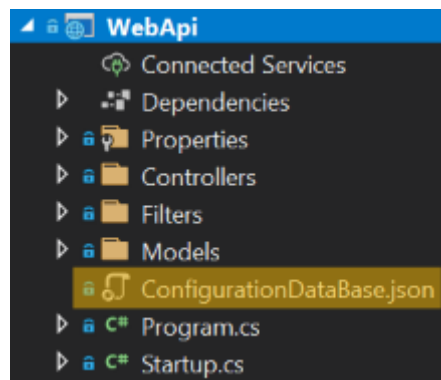 WebApi
Connected Services
Dependencies
Properties
Controllers
Filters
Models
ConfigurationDataBase.json
C# Program.cs
C# Startup.cs